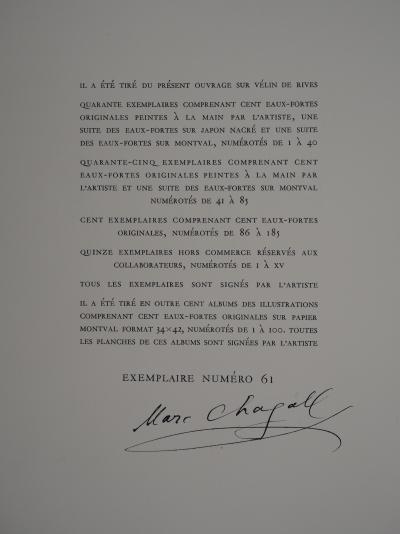 IL A ÉTÉ TIRÉ DU PRÉSENT OUVRAGE SUR VÉLIN DE RIVES
QUARANTE EXEMPLAIRES COMPRENANT CENT EAUX-FORTES
ORIGINALES PEINTES À LA MAIN PAR L'ARTISTE, UNE
SUITE DES EAUX-FORTES SUR JAPON NACRÉ ET UNE SUITE
DES EAUX-FORTES SUR MONTVAL, NUMÉROTÉS DE 1 À 40
QUARANTE-CINQ EXEMPLAIRES COMPRENANT CENT
EAUX-FORTES ORIGINALES PEINTES À LA MAIN PAR
L'ARTISTE ET UNE SUITE DES EAUX-FORTES SUR MONTVAL
NUMÉROTÉS DE 41 À 85
CENT EXEMPLAIRES COMPRENANT CENT EAUX-FORTES
ORIGINALES, NUMÉROTÉS DE 86 À 185
QUINZE EXEMPLAIRES HORS COMMERCE RÉSERVÉS AUX
COLLABORATEURS, NUMÉROTÉS DE I À XV
TOUS LES EXEMPLAIRES SONT SIGNÉS PAR L'ARTISTE
IL A ÉTÉ TIRÉ EN OUTRE CENT ALBUMS DES ILLUSTRATIONS
COMPRENANT CENT EAUX-FORTES ORIGINALES SUR PAPIER
MONTVAL FORMAT 34×42, NUMÉROTÉS DE 1 À 100. TOUTES
LES PLANCHES DE CES ALBUMS SONT SIGNÉES PAR L'ARTISTE
EXEMPLAIRE NUMÉRO 61
Marc Chagall